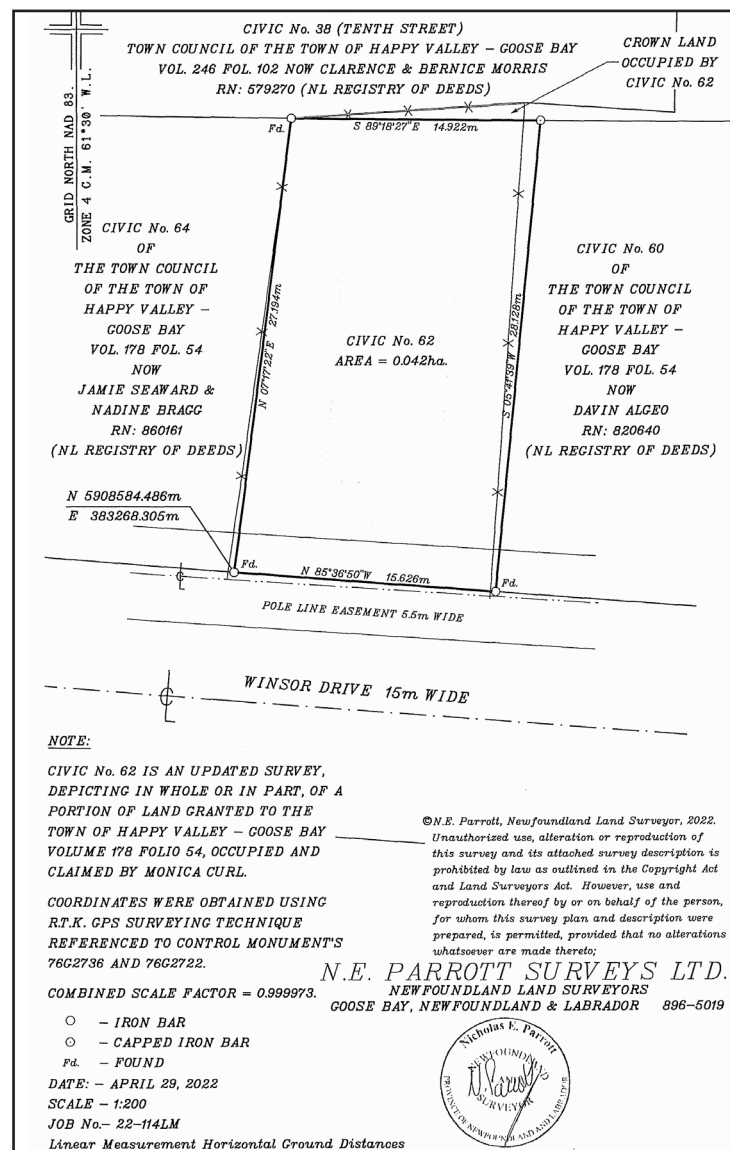 CIVIC No. 38 (TENTH STREET)
TOWN COUNCIL OF THE TOWN OF HAPPY VALLEY – GOOSE BAY
VOL. 246 FOL. 102 NOW CLARENCE & BERNICE MORRIS
RN: 579270 (NL REGISTRY OF DEEDS)
CROWN LAND
OCCUPIED BY
CIVIC No. 62
GRID NORTH NAD 83.
ZONE 4 C.M. 61°30' W.L.
Fd.
S 89°18'27"E 14.922m
CIVIC No. 64
OF
THE TOWN COUNCIL
OF THE TOWN OF
HAPPY VALLEY –
GOOSE BAY
VOL. 178 FOL. 54
NOW
JAMIE SEAWARD &
NADINE BRAGG
RN: 860161
(NL REGISTRY OF DEEDS)
N 07°17'22"E 27.194m
CIVIC No. 62
AREA = 0.042ha.
S 05°41'39"W 28.128m
CIVIC No. 60
OF
THE TOWN COUNCIL
OF THE TOWN OF
HAPPY VALLEY –
GOOSE BAY
VOL. 178 FOL. 54
NOW
DAVIN ALGEO
RN: 820640
(NL REGISTRY OF DEEDS)
N 5908584.486m
E 383268.305m
Fd.
N 85°36'50"W 15.626m
Fd.
POLE LINE EASEMENT 5.5m WIDE
WINSOR DRIVE 15m WIDE
NOTE:
CIVIC No. 62 IS AN UPDATED SURVEY,
DEPICTING IN WHOLE OR IN PART, OF A
PORTION OF LAND GRANTED TO THE
TOWN OF HAPPY VALLEY – GOOSE BAY
VOLUME 178 FOLIO 54, OCCUPIED AND
CLAIMED BY MONICA CURL.
COORDINATES WERE OBTAINED USING
R.T.K. GPS SURVEYING TECHNIQUE
REFERENCED TO CONTROL MONUMENT'S
76G2736 AND 76G2722.
COMBINED SCALE FACTOR = 0.999973.
○ – IRON BAR
⊙ – CAPPED IRON BAR
Fd. – FOUND
DATE: – APRIL 29, 2022
SCALE – 1:200
JOB No.– 22–114LM
Linear Measurement Horizontal Ground Distances
©N.E. Parrott, Newfoundland Land Surveyor, 2022.
Unauthorized use, alteration or reproduction of
this survey and its attached survey description is
prohibited by law as outlined in the Copyright Act
and Land Surveyors Act. However, use and
reproduction thereof by or on behalf of the person,
for whom this survey plan and description were
prepared, is permitted, provided that no alterations
whatsoever are made thereto;
N.E. PARROTT SURVEYS LTD.
NEWFOUNDLAND LAND SURVEYORS
GOOSE BAY, NEWFOUNDLAND & LABRADOR 896–5019
Nicholas E. Parrott
NEWFOUNDLAND
LAND
SURVEYOR
PROVINCE OF NEWFOUNDLAND AND LABRADOR